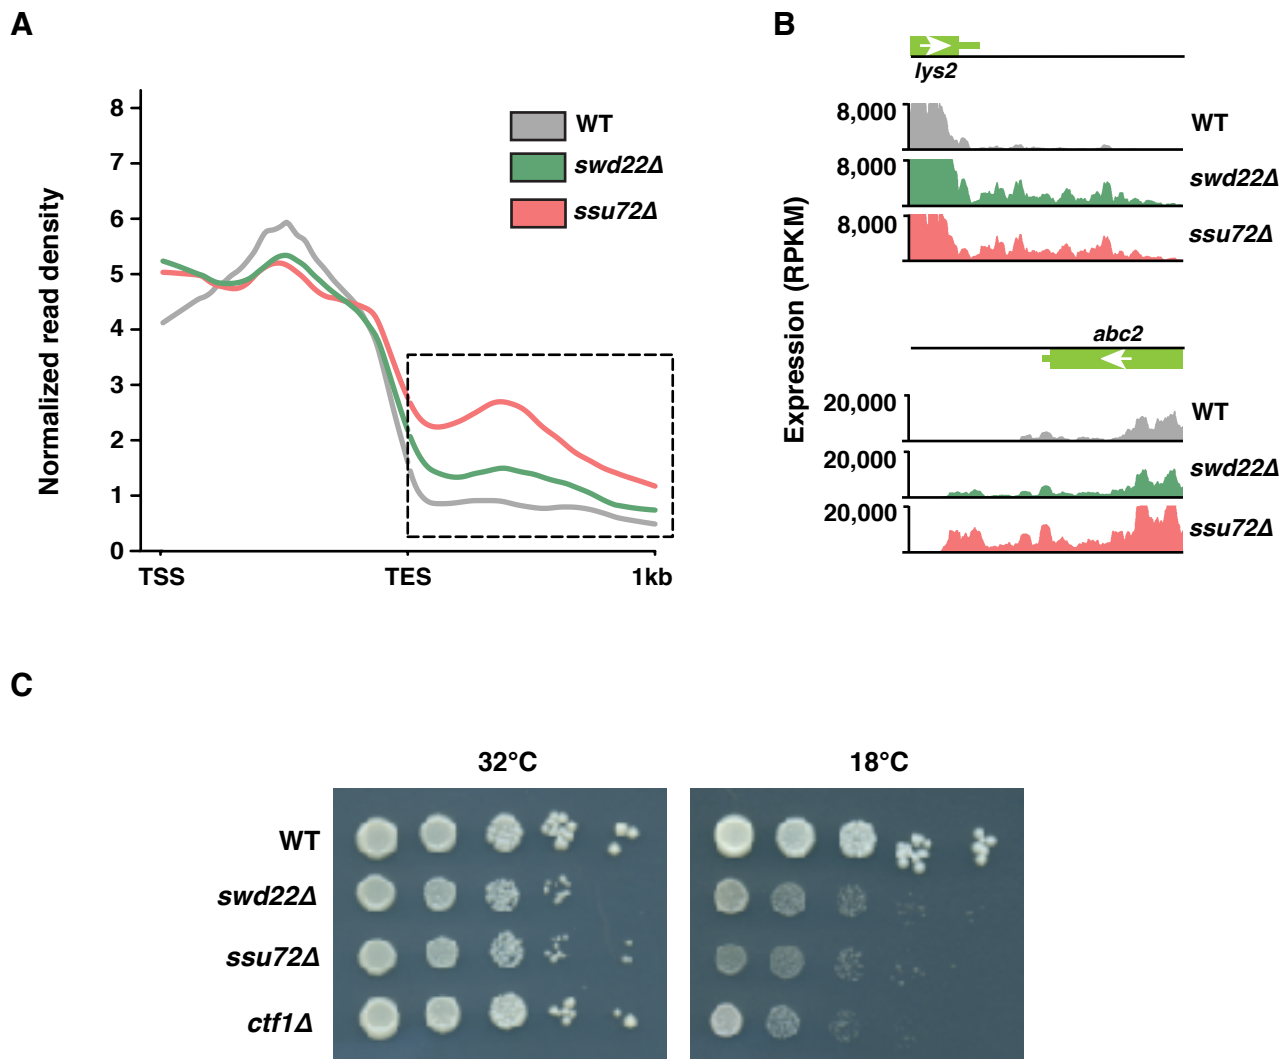 A
Normalized read density
8
7
6
5
4
3
2
1
0
TSS
TES
1kb
WT
swd22Δ
ssu72Δ
B
lys2
Expression (RPKM)
8,000
WT
8,000
swd22Δ
8,000
ssu72Δ
abc2
20,000
WT
20,000
swd22Δ
20,000
ssu72Δ
C
32°C
18°C
WT
swd22Δ
ssu72Δ
ctf1Δ